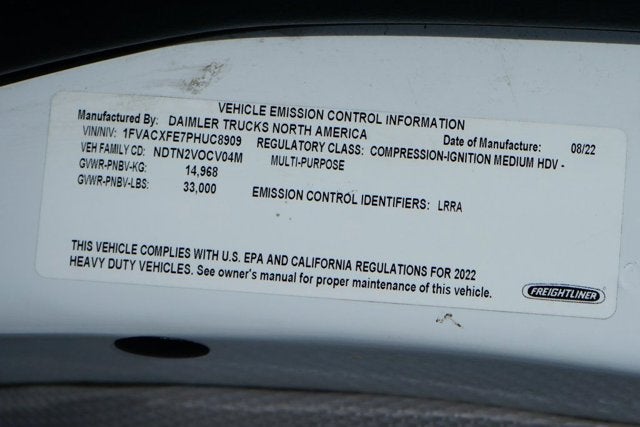 VEHICLE EMISSION CONTROL INFORMATION
Manufactured By: DAIMLER TRUCKS NORTH AMERICA Date of Manufacture: 08/22
VIN/NIV: 1FVACXFE7PHUC8909 REGULATORY CLASS: COMPRESSION-IGNITION MEDIUM HDV -
VEH FAMILY CD: NDTN2VOCV04M MULTI-PURPOSE
GVWR-PNBV-KG: 14,968
GVWR-PNBV-LBS: 33,000 EMISSION CONTROL IDENTIFIERS: LRRA
THIS VEHICLE COMPLIES WITH U.S. EPA AND CALIFORNIA REGULATIONS FOR 2022
HEAVY DUTY VEHICLES. See owner's manual for proper maintenance of this vehicle.
FREIGHTLINER